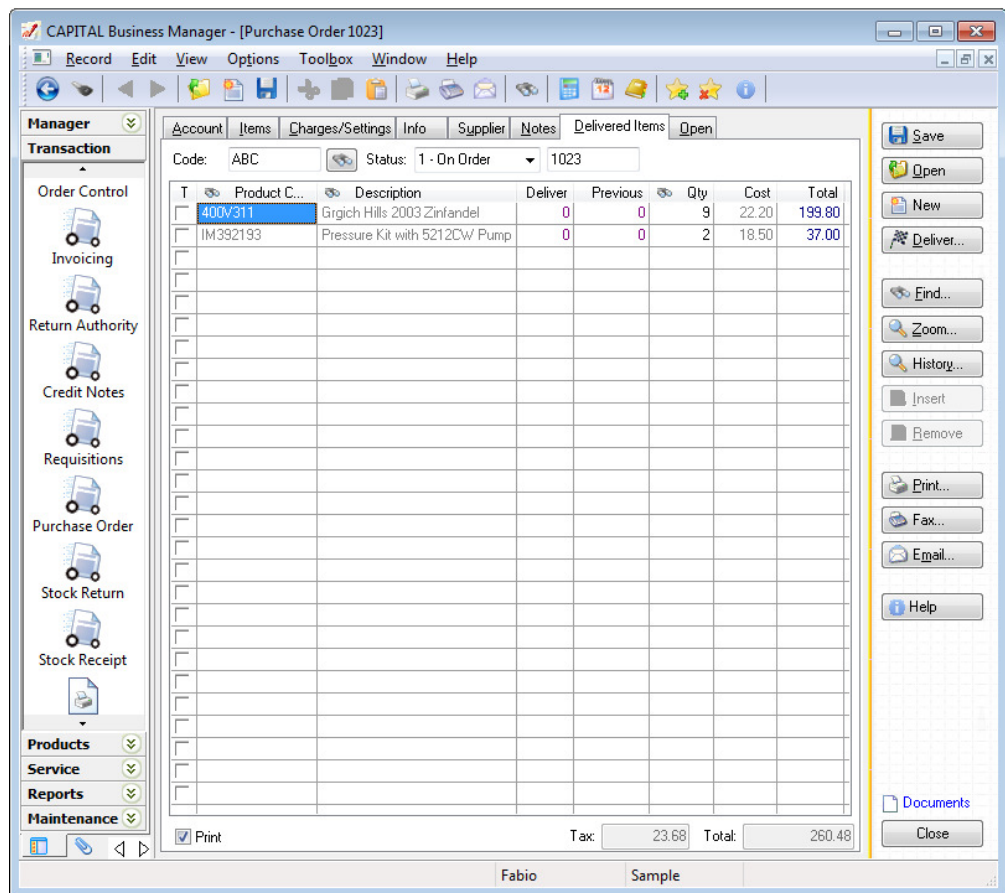 CAPITAL Business Manager - [Purchase Order 1023]
Record Edit View Options Toolbox Window Help
Manager
Transaction
Order Control
Invoicing
Return Authority
Credit Notes
Requisitions
Purchase Order
Stock Return
Stock Receipt
Products
Service
Reports
Maintenance
Account Items Charges/Settings Info Supplier Notes Delivered Items Open
Code: ABC Status: 1 - On Order 1023
T Product C... Description Deliver Previous Qty Cost Total
400V311 Grgich Hills 2003 Zinfandel 0 0 9 22.20 199.80
IM392193 Pressure Kit with 5212CW Pump 0 0 2 18.50 37.00
Print Tax: 23.68 Total: 260.48
Save
Open
New
Deliver...
Find...
Zoom...
History...
Insert
Remove
Print...
Fax...
Email...
Help
Documents
Close
Fabio Sample